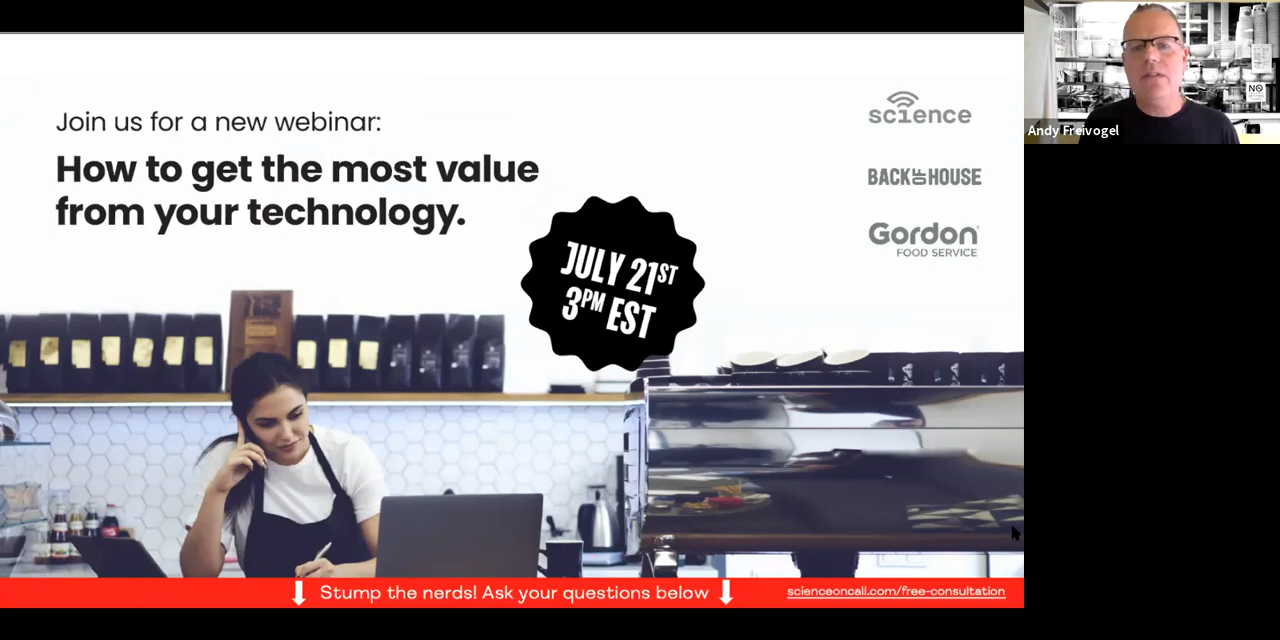 Join us for a new webinar:
How to get the most value
from your technology.
JULY 21ST
3PM EST
science
BACK OF HOUSE
Gordon
FOOD SERVICE
Stump the nerds! Ask your questions below
scienceoncall.com/free-consultation
Andy Freivogel
NO